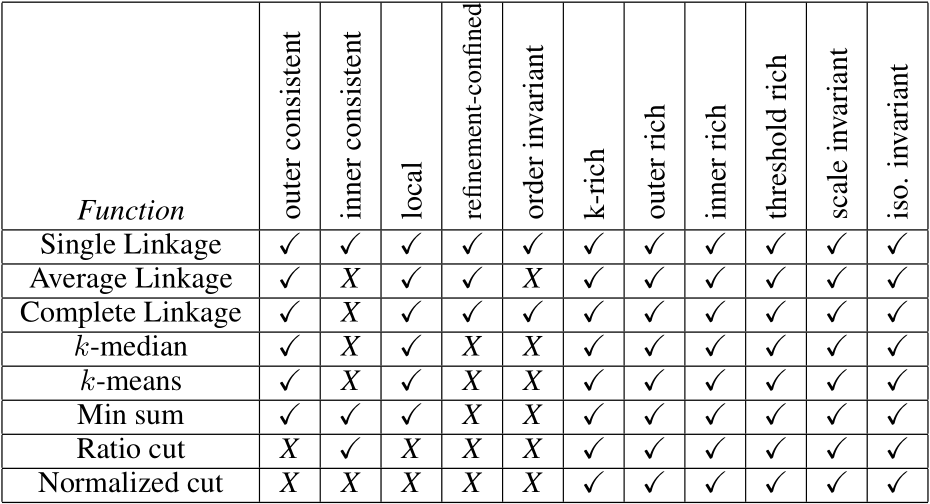 Function outer consistent inner consistent local refinement-confined order invariant k-rich outer rich inner rich threshold rich scale invariant iso. invariant
Single Linkage ✓ ✓ ✓ ✓ ✓ ✓ ✓ ✓ ✓ ✓ ✓
Average Linkage ✓ X ✓ ✓ X ✓ ✓ ✓ ✓ ✓ ✓
Complete Linkage ✓ X ✓ ✓ ✓ ✓ ✓ ✓ ✓ ✓ ✓
k-median ✓ X ✓ X X ✓ ✓ ✓ ✓ ✓ ✓
k-means ✓ X ✓ X X ✓ ✓ ✓ ✓ ✓ ✓
Min sum ✓ ✓ ✓ X X ✓ ✓ ✓ ✓ ✓ ✓
Ratio cut X ✓ X X X ✓ ✓ ✓ ✓ ✓ ✓
Normalized cut X X X X X ✓ ✓ ✓ ✓ ✓ ✓